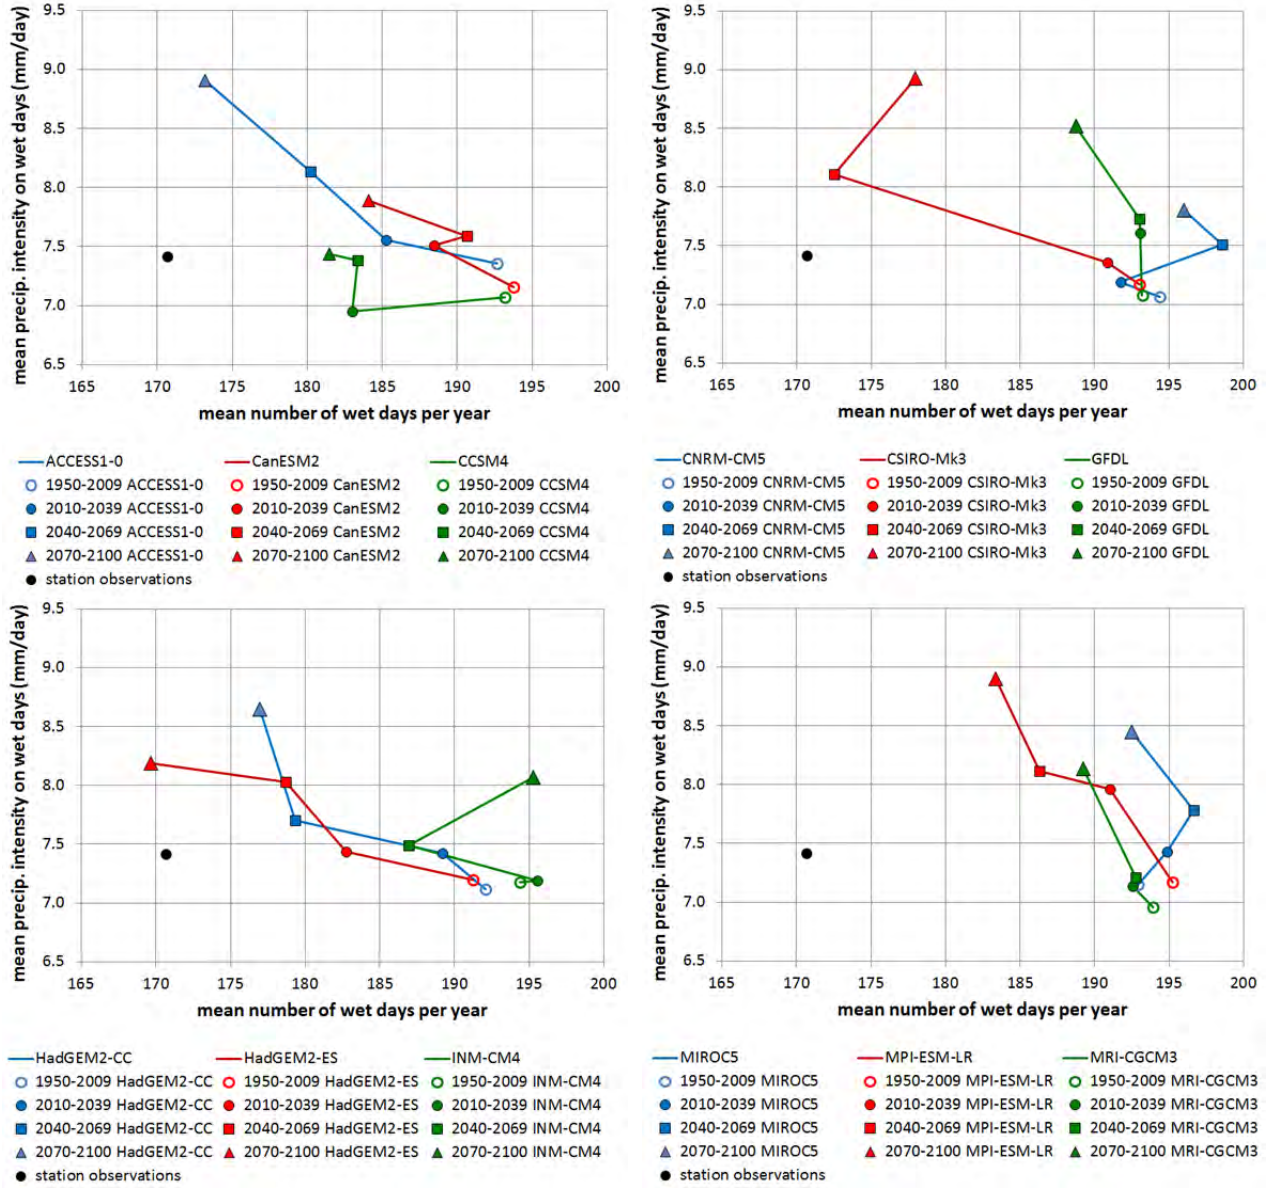 mean precip. intensity on wet days (mm/day)
9.5
9.0
8.5
8.0
7.5
7.0
6.5
165 170 175 180 185 190 195 200
mean number of wet days per year
ACCESS1-0 CanESM2 CCSM4
1950-2009 ACCESS1-0 1950-2009 CanESM2 1950-2009 CCSM4
2010-2039 ACCESS1-0 2010-2039 CanESM2 2010-2039 CCSM4
2040-2069 ACCESS1-0 2040-2069 CanESM2 2040-2069 CCSM4
2070-2100 ACCESS1-0 2070-2100 CanESM2 2070-2100 CCSM4
station observations
mean precip. intensity on wet days (mm/day)
9.5
9.0
8.5
8.0
7.5
7.0
6.5
165 170 175 180 185 190 195 200
mean number of wet days per year
CNRM-CM5 CSIRO-Mk3 GFDL
1950-2009 CNRM-CM5 1950-2009 CSIRO-Mk3 1950-2009 GFDL
2010-2039 CNRM-CM5 2010-2039 CSIRO-Mk3 2010-2039 GFDL
2040-2069 CNRM-CM5 2040-2069 CSIRO-Mk3 2040-2069 GFDL
2070-2100 CNRM-CM5 2070-2100 CSIRO-Mk3 2070-2100 GFDL
station observations
mean precip. intensity on wet days (mm/day)
9.5
9.0
8.5
8.0
7.5
7.0
6.5
165 170 175 180 185 190 195 200
mean number of wet days per year
HadGEM2-CC HadGEM2-ES INM-CM4
1950-2009 HadGEM2-CC 1950-2009 HadGEM2-ES 1950-2009 INM-CM4
2010-2039 HadGEM2-CC 2010-2039 HadGEM2-ES 2010-2039 INM-CM4
2040-2069 HadGEM2-CC 2040-2069 HadGEM2-ES 2040-2069 INM-CM4
2070-2100 HadGEM2-CC 2070-2100 HadGEM2-ES 2070-2100 INM-CM4
station observations
mean precip. intensity on wet days (mm/day)
9.5
9.0
8.5
8.0
7.5
7.0
6.5
165 170 175 180 185 190 195 200
mean number of wet days per year
MIROC5 MPI-ESM-LR MRI-CGCM3
1950-2009 MIROC5 1950-2009 MPI-ESM-LR 1950-2009 MRI-CGCM3
2010-2039 MIROC5 2010-2039 MPI-ESM-LR 2010-2039 MRI-CGCM3
2040-2069 MIROC5 2040-2069 MPI-ESM-LR 2040-2069 MRI-CGCM3
2070-2100 MIROC5 2070-2100 MPI-ESM-LR 2070-2100 MRI-CGCM3
station observations